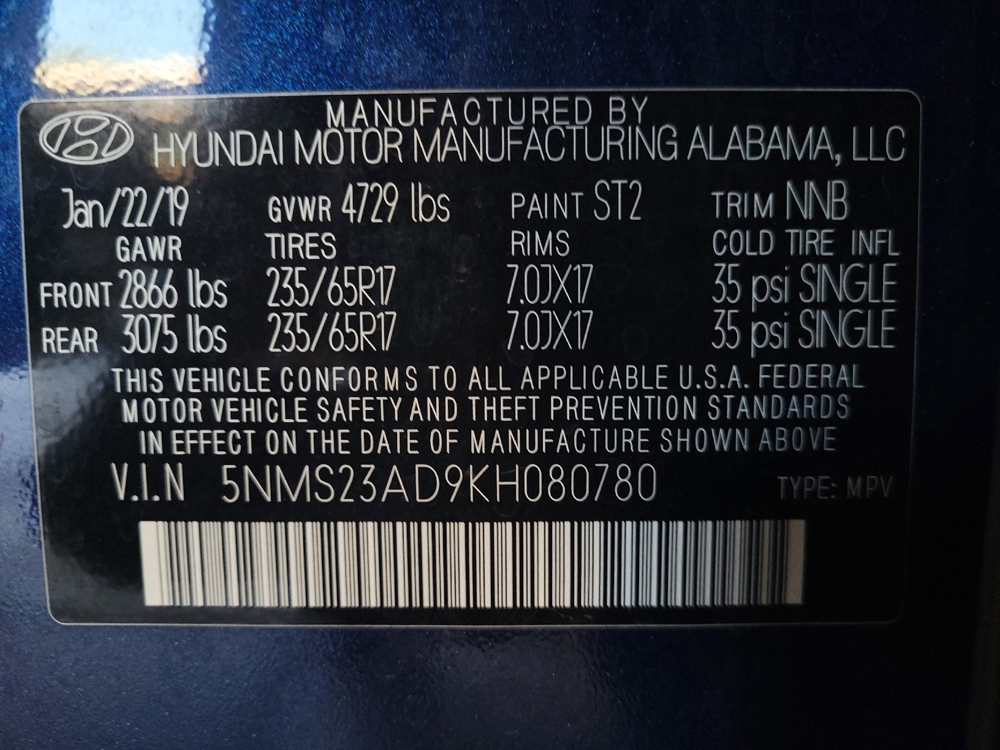 MANUFACTURED BY
HYUNDAI MOTOR MANUFACTURING ALABAMA, LLC
Jan/22/19 GVWR 4729 lbs PAINT ST2 TRIM NNB
GAWR TIRES RIMS COLD TIRE INFL
FRONT 2866 lbs 235/65R17 7.0JX17 35 psi SINGLE
REAR 3075 lbs 235/65R17 7.0JX17 35 psi SINGLE
THIS VEHICLE CONFORMS TO ALL APPLICABLE U.S.A. FEDERAL
MOTOR VEHICLE SAFETY AND THEFT PREVENTION STANDARDS
IN EFFECT ON THE DATE OF MANUFACTURE SHOWN ABOVE
V.I.N 5NMS23AD9KH080780 TYPE: MPV